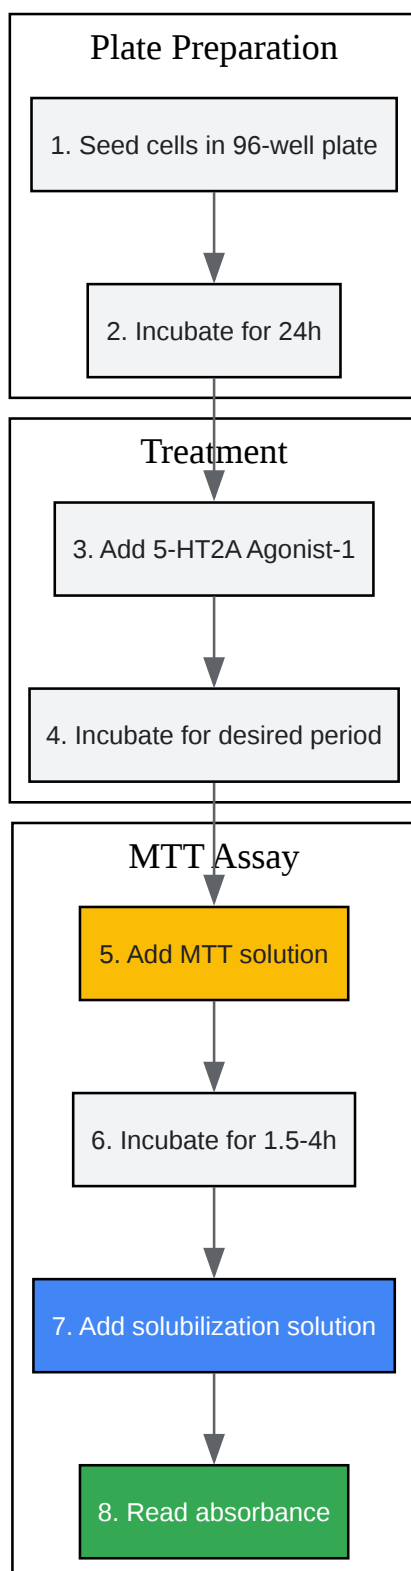 Plate Preparation
1. Seed cells in 96-well plate
2. Incubate for 24h
Treatment
3. Add 5-HT2A Agonist-1
4. Incubate for desired period
MTT Assay
5. Add MTT solution
6. Incubate for 1.5-4h
7. Add solubilization solution
8. Read absorbance